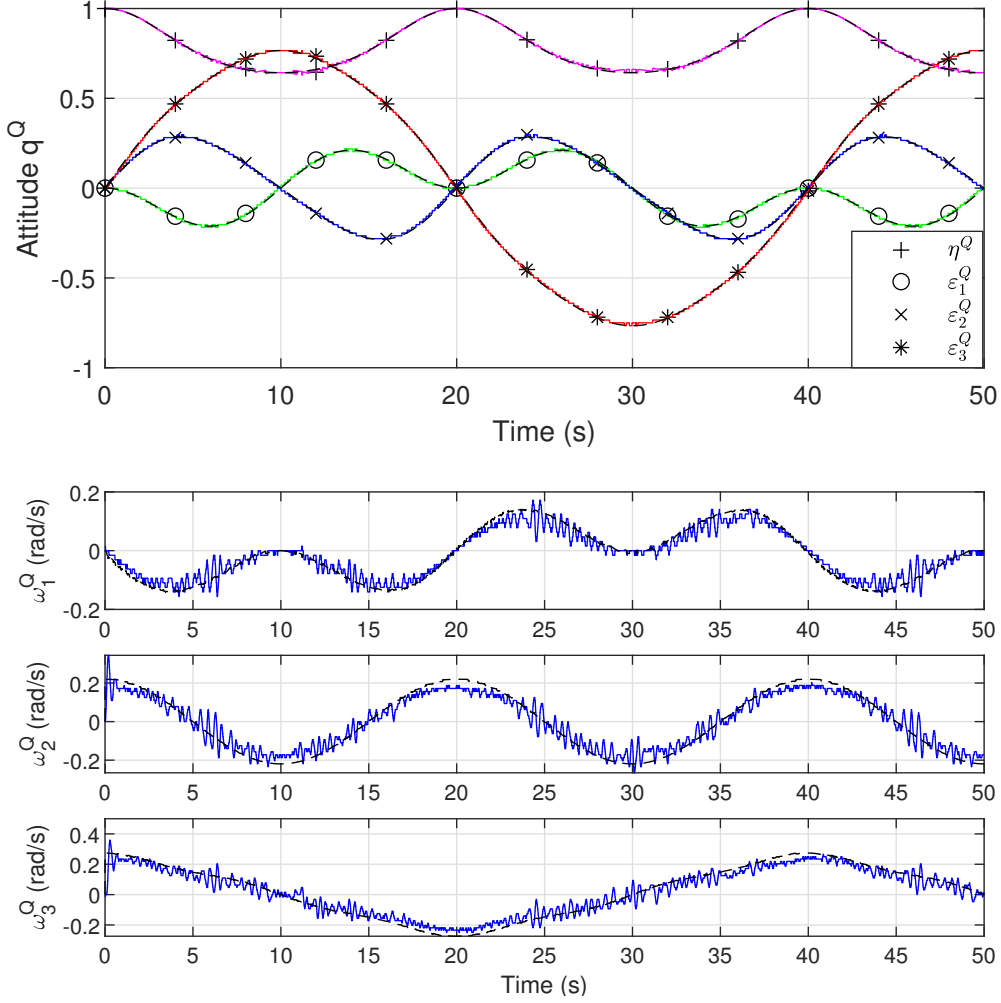 1
0.5
0
-0.5
-1
Attitude q^Q
η^Q
ε_1^Q
ε_2^Q
ε_3^Q
0 10 20 30 40 50
Time (s)
0.2
0
-0.2
ω_1^Q (rad/s)
0 5 10 15 20 25 30 35 40 45 50
0.2
0
-0.2
ω_2^Q (rad/s)
0 5 10 15 20 25 30 35 40 45 50
0.4
0.2
0
-0.2
ω_3^Q (rad/s)
0 5 10 15 20 25 30 35 40 45 50
Time (s)